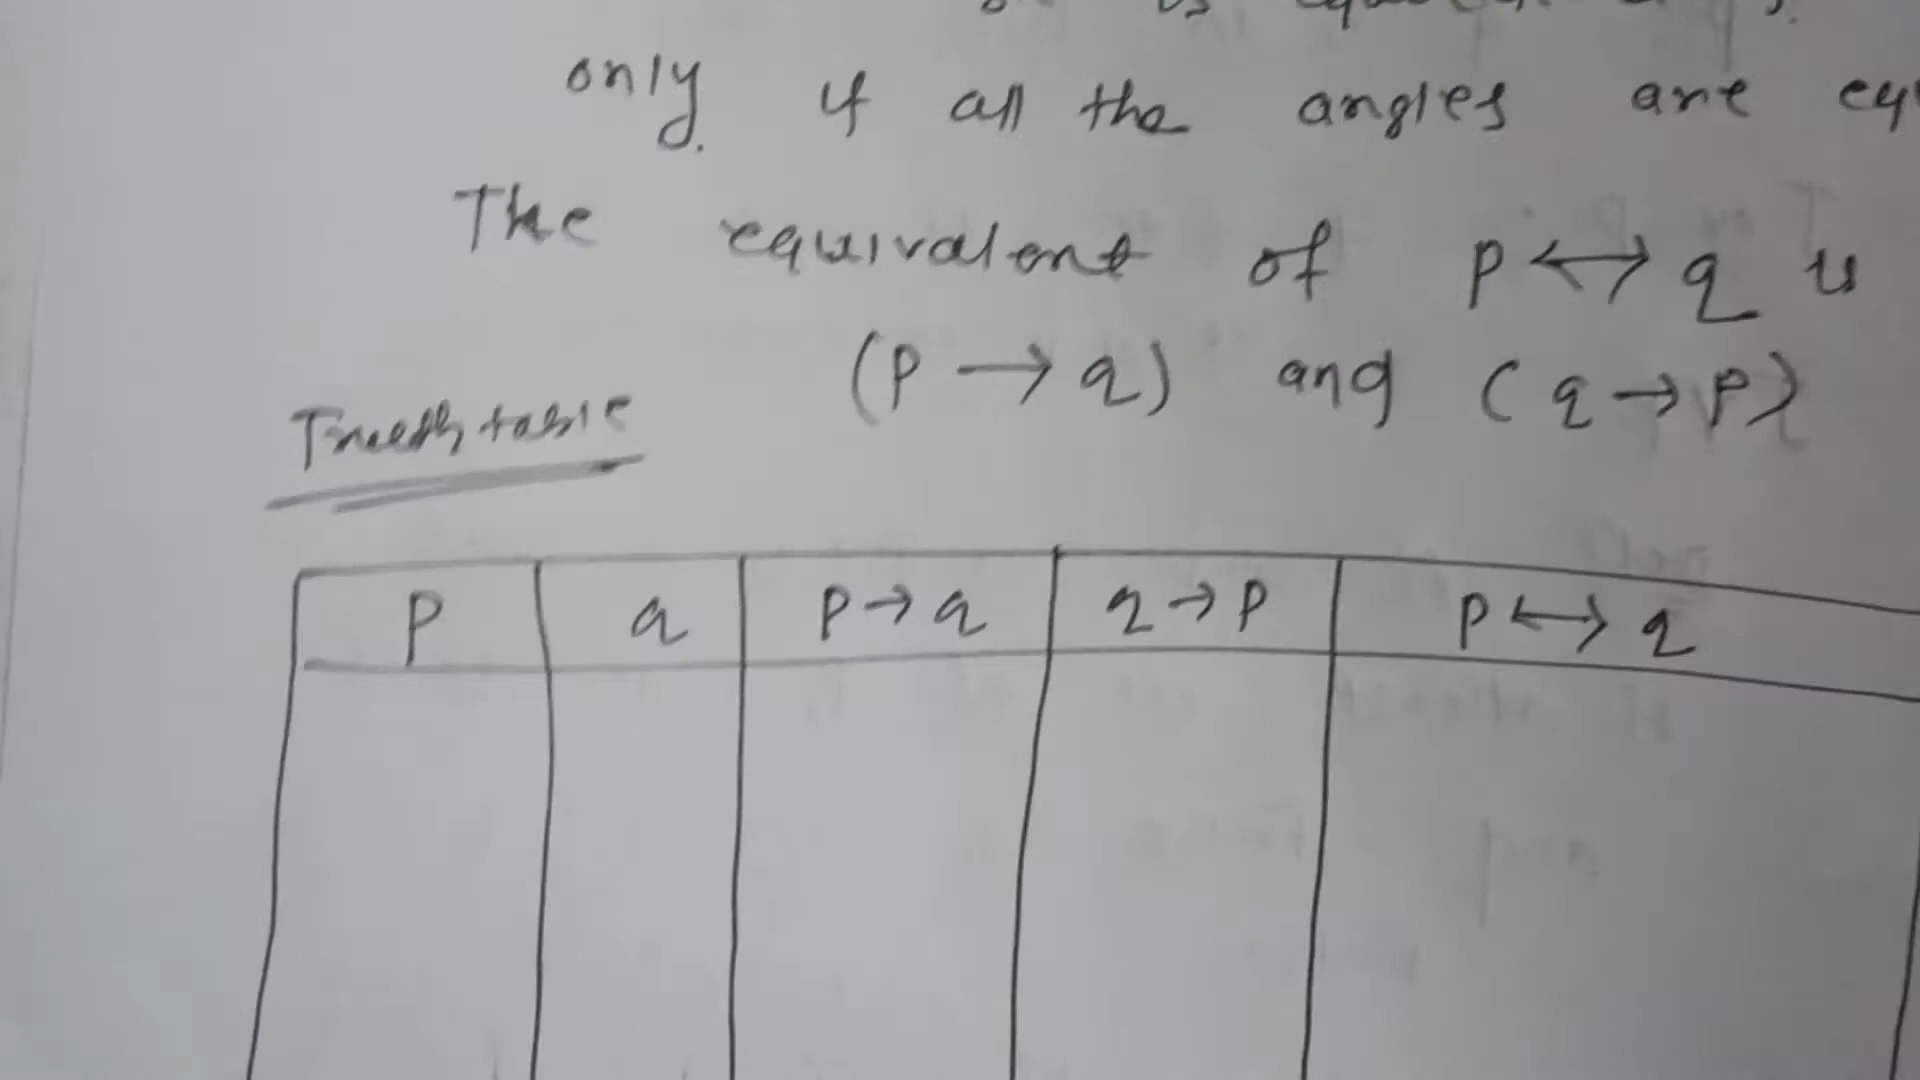 only if all the angles are
The equivalent of p ↔ q is
(p → q) and (q → p)
Truth table
p q p → q q → p p ↔ q